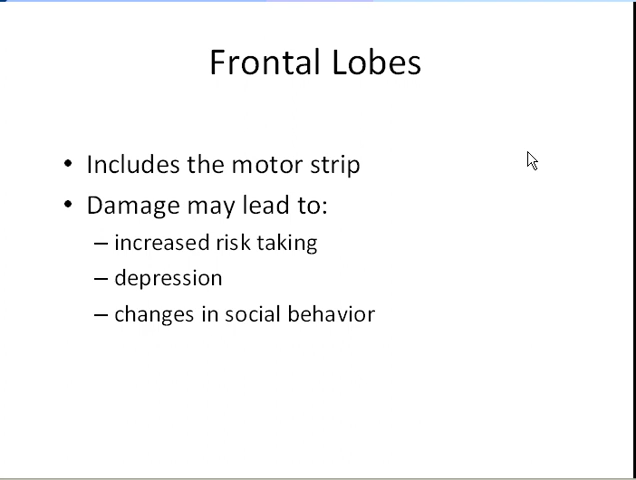 Frontal Lobes
• Includes the motor strip
• Damage may lead to:
– increased risk taking
– depression
– changes in social behavior